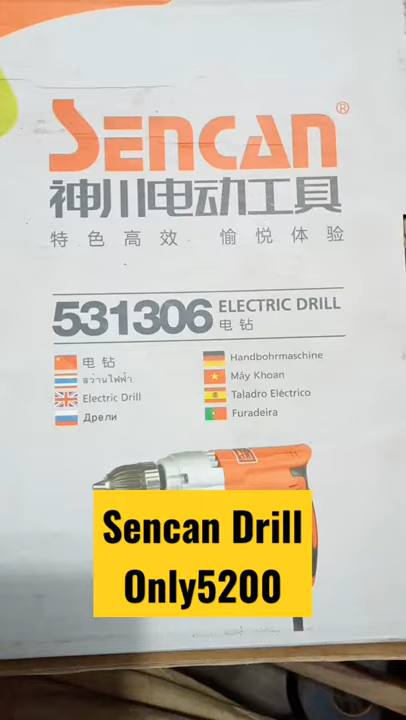 SENCAN®
神川电动工具
特色高效 愉悦体验
531306 ELECTRIC DRILL
电钻
电钻
สว่านไฟฟ้า
Electric Drill
Дрели
Handbohrmaschine
Máy Khoan
Taladro Eléctrico
Furadeira
Sencan Drill
Only5200